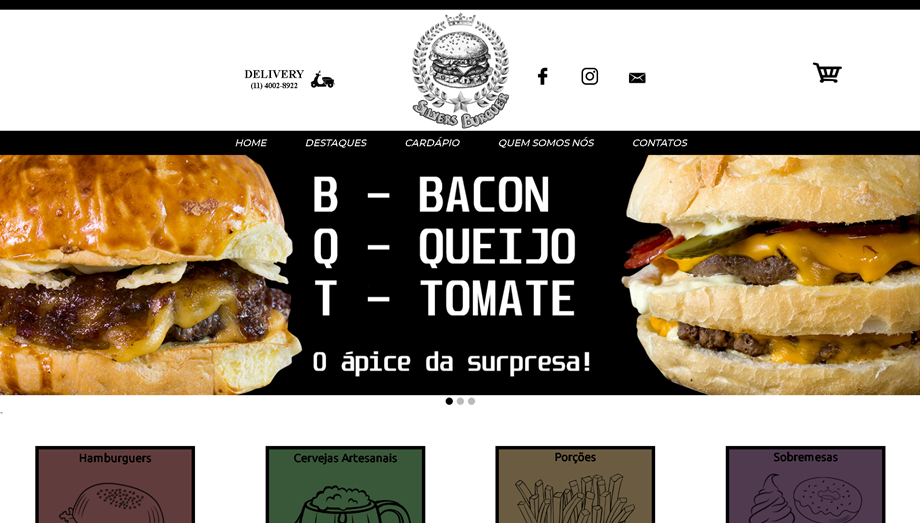 DELIVERY
(11) 4002-8922
SILVERS BURGUER
HOME
DESTAQUES
CARDÁPIO
QUEM SOMOS NÓS
CONTATOS
B - BACON
Q - QUEIJO
T - TOMATE
O ápice da surpresa!
Hamburguers
Cervejas Artesanais
Porções
Sobremesas